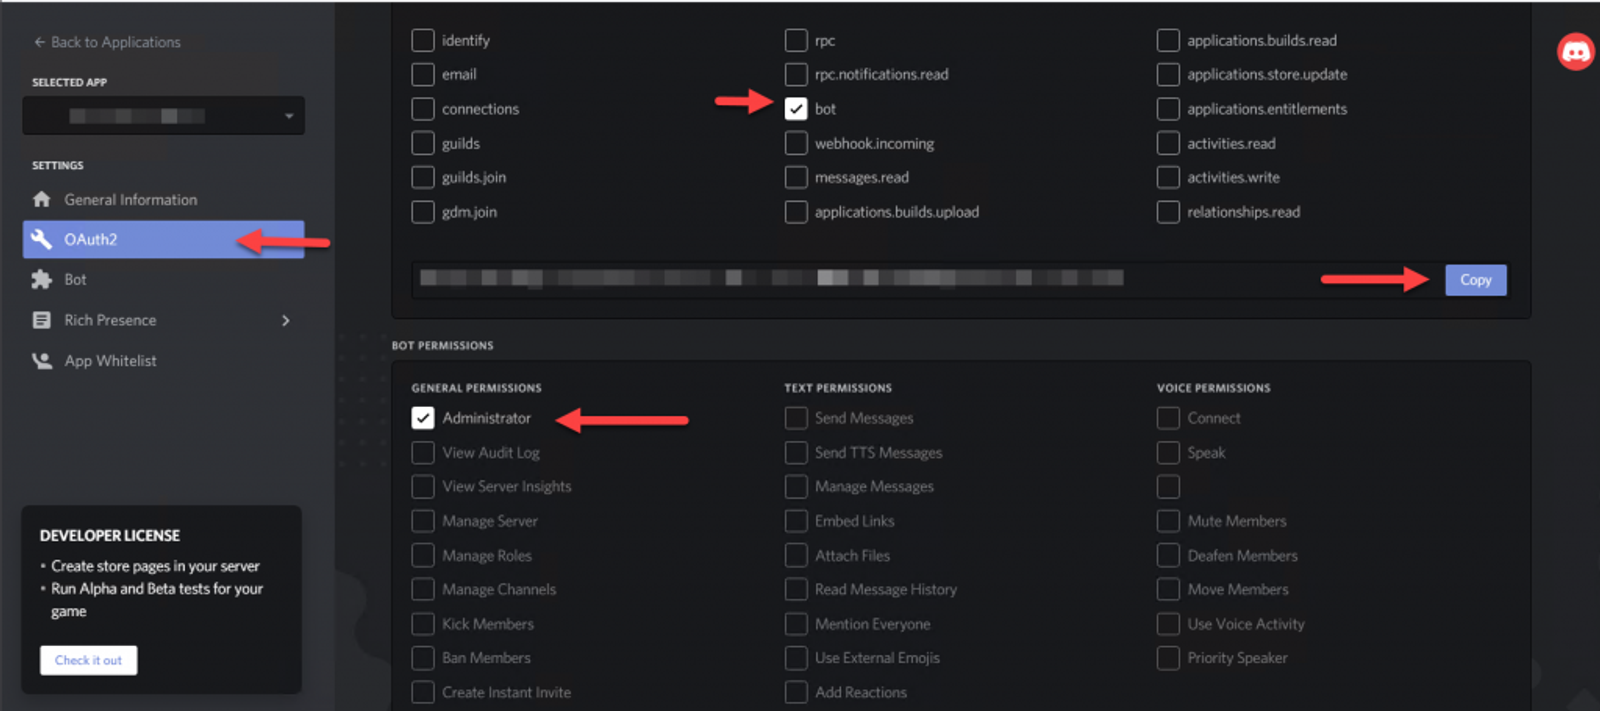 Back to Applications
SELECTED APP
SETTINGS
General Information
OAuth2
Bot
Rich Presence
App Whitelist
DEVELOPER LICENSE
• Create store pages in your server
• Run Alpha and Beta tests for your
game
Check it out
identify
email
connections
guilds
guilds.join
gdm.join
rpc
rpc.notifications.read
bot
webhook.incoming
messages.read
applications.builds.upload
applications.builds.read
applications.store.update
applications.entitlements
activities.read
activities.write
relationships.read
Copy
BOT PERMISSIONS
GENERAL PERMISSIONS
Administrator
View Audit Log
View Server Insights
Manage Server
Manage Roles
Manage Channels
Kick Members
Ban Members
Create Instant Invite
TEXT PERMISSIONS
Send Messages
Send TTS Messages
Manage Messages
Embed Links
Attach Files
Read Message History
Mention Everyone
Use External Emojis
Add Reactions
VOICE PERMISSIONS
Connect
Speak
Mute Members
Deafen Members
Move Members
Use Voice Activity
Priority Speaker